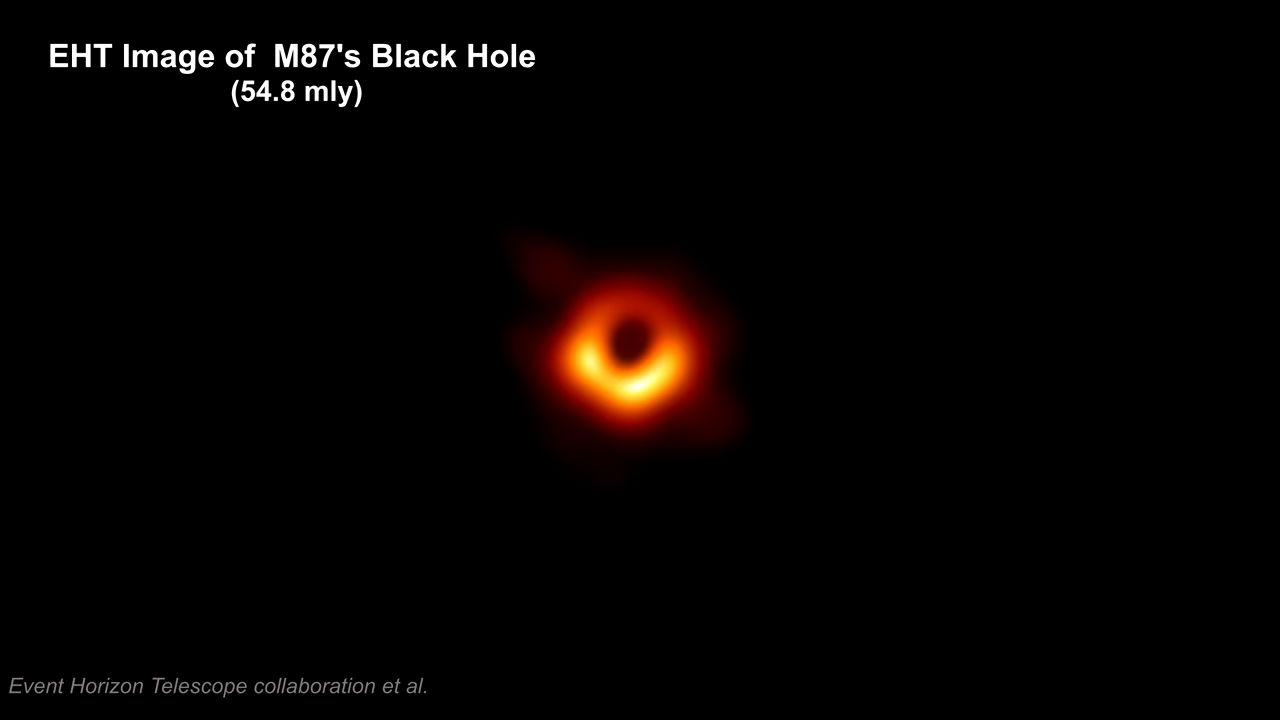 EHT Image of  M87's Black Hole
(54.8 mly)
Event Horizon Telescope collaboration et al.